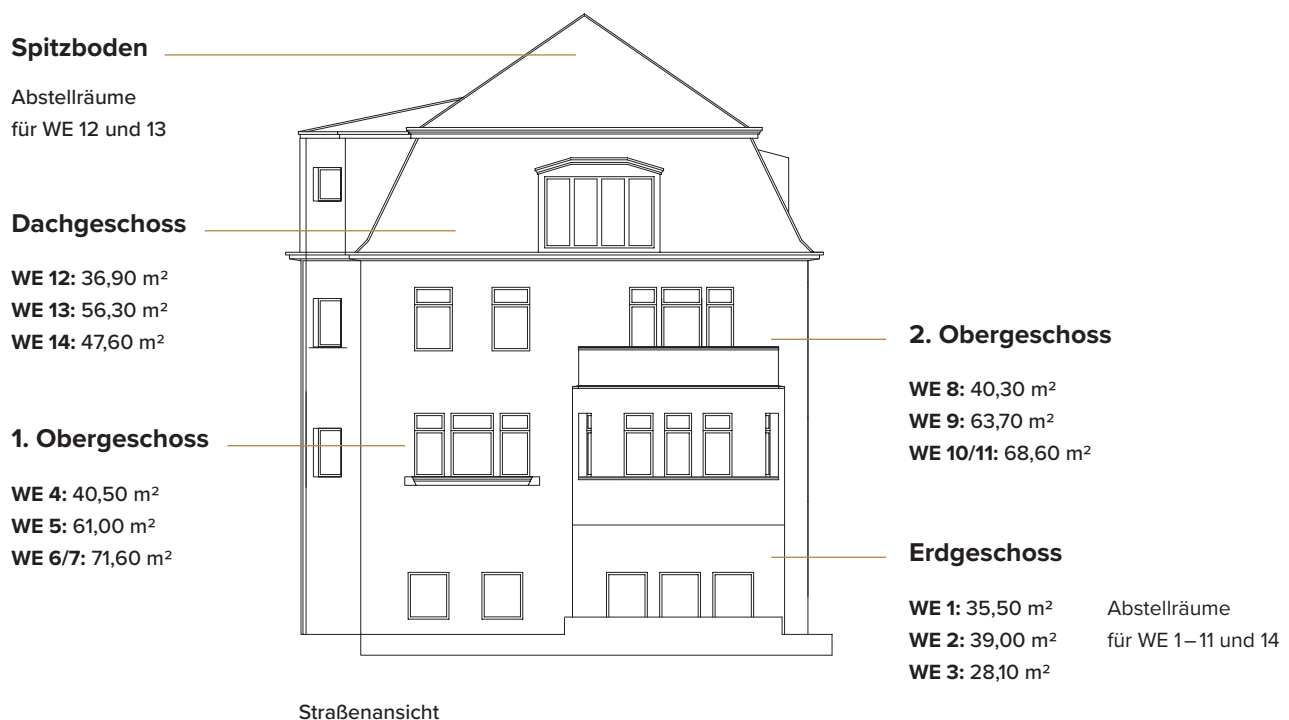 Spitzboden
Abstellräume
für WE 12 und 13
Dachgeschoss
WE 12: 36,90 m²
WE 13: 56,30 m²
WE 14: 47,60 m²
1. Obergeschoss
WE 4: 40,50 m²
WE 5: 61,00 m²
WE 6/7: 71,60 m²
2. Obergeschoss
WE 8: 40,30 m²
WE 9: 63,70 m²
WE 10/11: 68,60 m²
Erdgeschoss
WE 1: 35,50 m²
WE 2: 39,00 m²
WE 3: 28,10 m²
Abstellräume
für WE 1–11 und 14
Straßenansicht